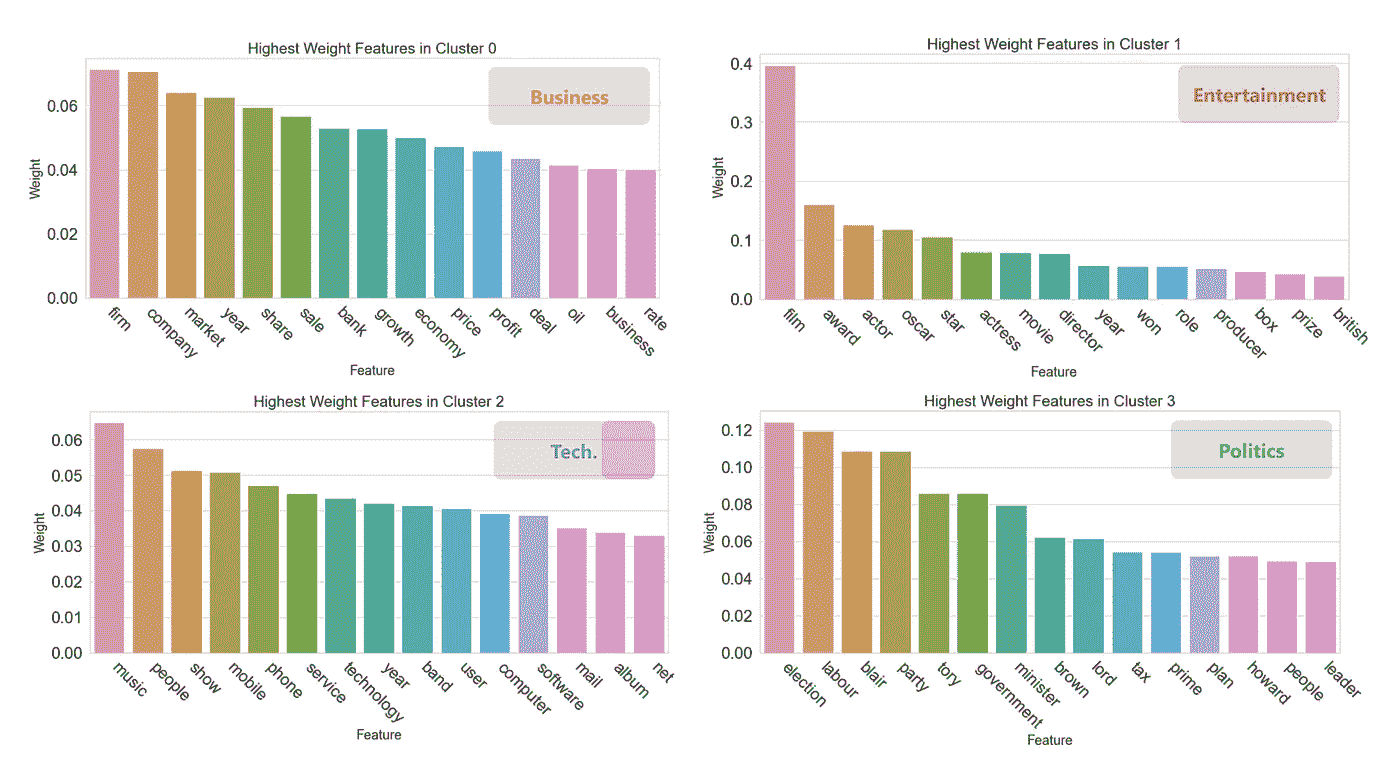 Highest Weight Features in Cluster 0
Business
Weight
0.06
0.04
0.02
0.00
firm
company
market
year
share
sale
bank
growth
economy
price
profit
deal
oil
business
rate
Feature
Highest Weight Features in Cluster 1
Entertainment
Weight
0.4
0.3
0.2
0.1
0.0
film
award
actor
oscar
star
actress
movie
director
year
won
role
producer
box
prize
british
Feature
Highest Weight Features in Cluster 2
Tech.
Weight
0.06
0.05
0.04
0.03
0.02
0.01
0.00
music
people
show
mobile
phone
service
technology
year
band
user
computer
software
mail
album
net
Feature
Highest Weight Features in Cluster 3
Politics
Weight
0.12
0.10
0.08
0.06
0.04
0.02
0.00
election
labour
blair
party
tory
government
minister
brown
lord
tax
prime
plan
howard
people
leader
Feature